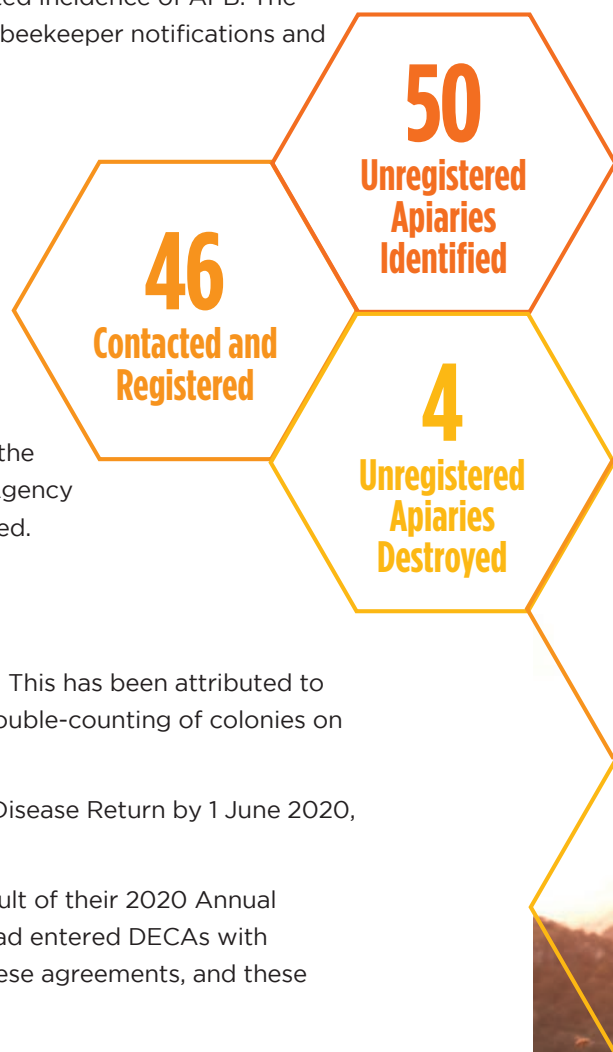 beekeeper notifications and
50
Unregistered
Apiaries
Identified
46
Contacted and
Registered
4
Unregistered
Apiaries
Destroyed
the
gency
ed.
This has been attributed to
ouble-counting of colonies on
Disease Return by 1 June 2020,
ult of their 2020 Annual
ad entered DECAs with
ese agreements, and these